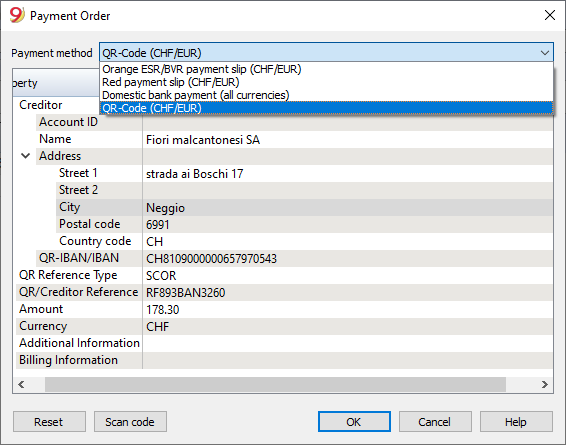 9 Payment Order
Payment method QR-Code (CHF/EUR)
Orange ESR/BVR payment slip (CHF/EUR)
Red payment slip (CHF/EUR)
Domestic bank payment (all currencies)
QR-Code (CHF/EUR)
perty
Creditor
Account ID
Name Fiori malcantonesi SA
Address
Street 1 strada ai Boschi 17
Street 2
City Neggio
Postal code 6991
Country code CH
QR-IBAN/IBAN CH8109000000657970543
QR Reference Type SCOR
QR/Creditor Reference RF893BAN3260
Amount 178.30
Currency CHF
Additional Information
Billing Information
Reset Scan code OK Cancel Help